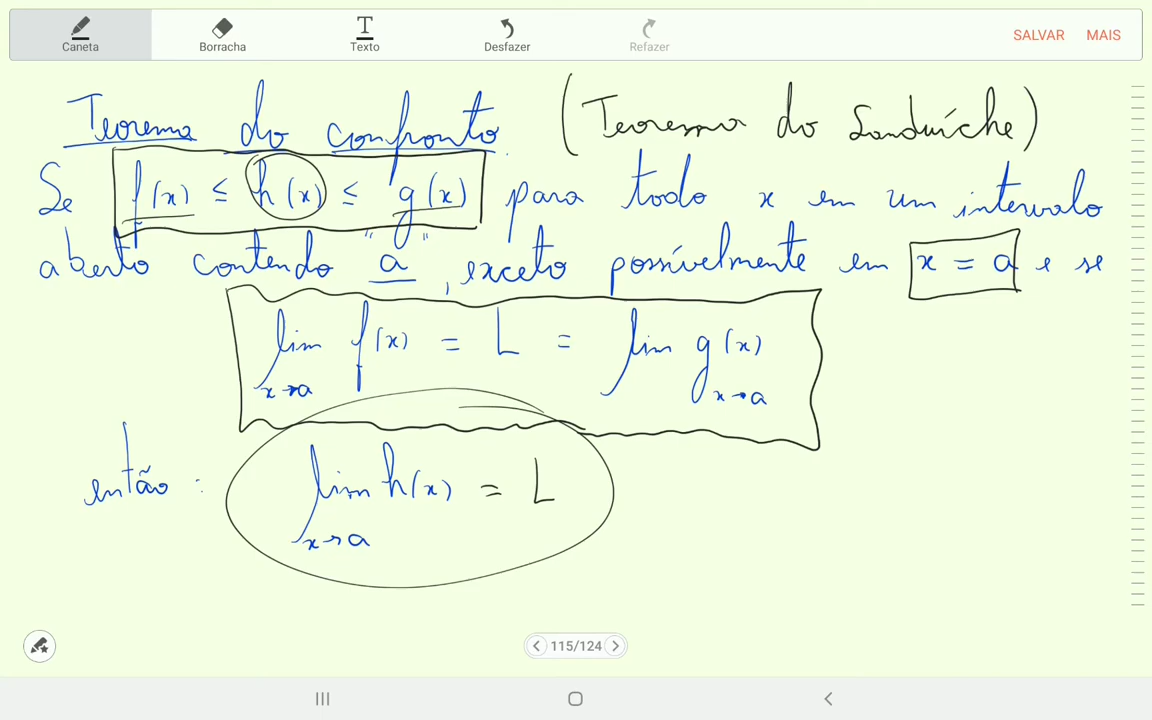 Caneta Borracha Texto Desfazer Refazer SALVAR MAIS
Teorema do confronto. (Teorema do Sanduíche)
Se f(x) ≤ h(x) ≤ g(x) para todo x em um intervalo
aberto contendo "a", exceto possívelmente em x = a e se
lim f(x) = L = lim g(x)
x→a x→a
então : lim h(x) = L
x→a
115/124